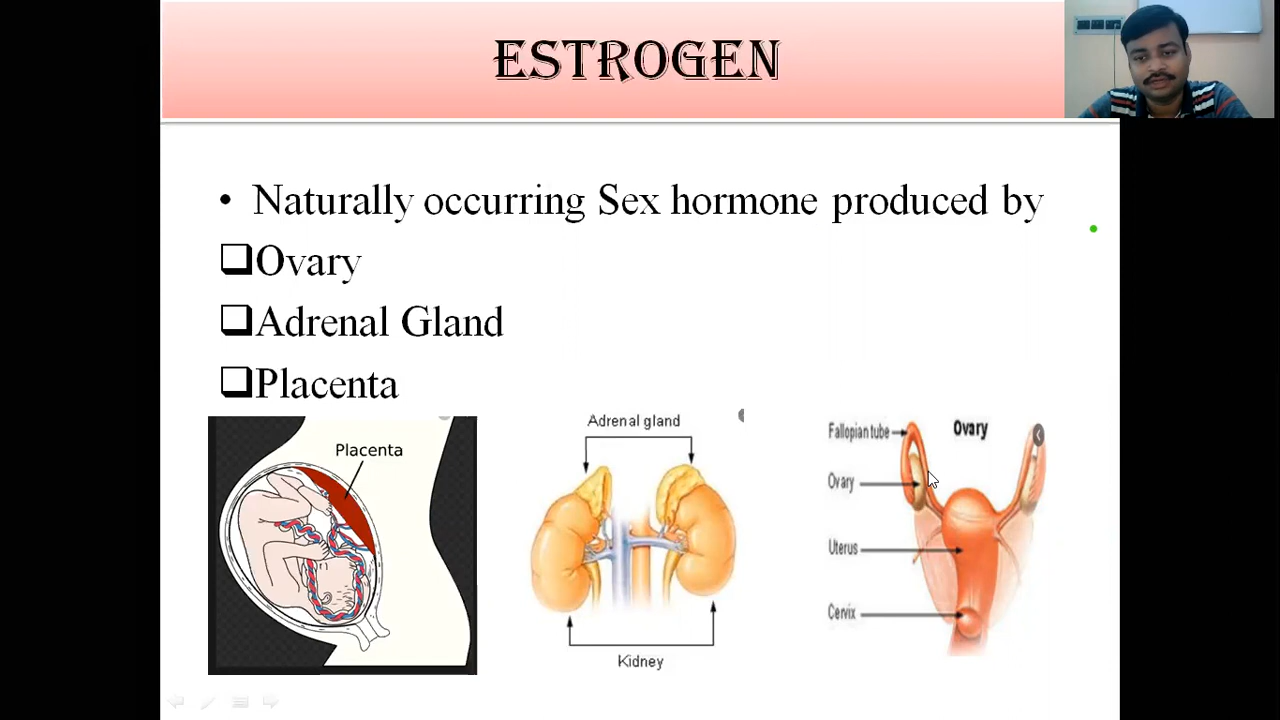 ESTROGEN
• Naturally occurring Sex hormone produced by
❑Ovary
❑Adrenal Gland
❑Placenta
Placenta
Adrenal gland
Kidney
Ovary
Fallopian tube
Ovary
Uterus
Cervix